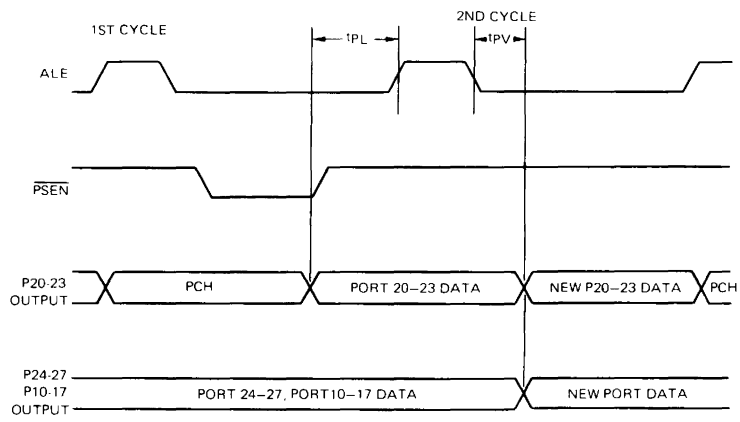 1ST CYCLE
2ND CYCLE
tPL
tPV
ALE
PSEN
P20-23
OUTPUT
PCH
PORT 20–23 DATA
NEW P20–23 DATA
PCH
P24-27
P10-17
OUTPUT
PORT 24–27, PORT10–17 DATA
NEW PORT DATA